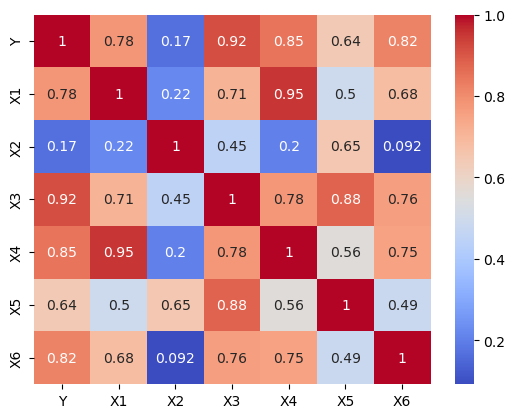 Y 1 0.78 0.17 0.92 0.85 0.64 0.82
X1 0.78 1 0.22 0.71 0.95 0.5 0.68
X2 0.17 0.22 1 0.45 0.2 0.65 0.092
X3 0.92 0.71 0.45 1 0.78 0.88 0.76
X4 0.85 0.95 0.2 0.78 1 0.56 0.75
X5 0.64 0.5 0.65 0.88 0.56 1 0.49
X6 0.82 0.68 0.092 0.76 0.75 0.49 1
Y X1 X2 X3 X4 X5 X6
1.0
0.8
0.6
0.4
0.2